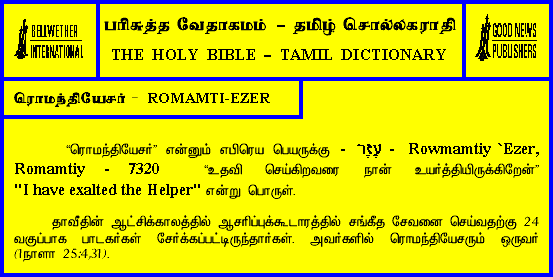 BELLWETHER
INTERNATIONAL
பரிசுத்த வேதாகமம் – தமிழ் சொல்லகராதி
THE HOLY BIBLE – TAMIL DICTIONARY
GOOD NEWS
PUBLISHERS
ரொமந்தியேசர் – ROMAMTI-EZER
“ரொமந்தியேசர்” என்னும் எபிரெய பெயருக்கு - עֶזֶר - Rowmamtiy `Ezer,
Romamtiy - 7320 “உதவி செய்கிறவரை நான் உயர்த்தியிருக்கிறேன்”
"I have exalted the Helper" என்று பொருள்.
தாவீதின் ஆட்சிக்காலத்தில் ஆசரிப்புக்கூடாரத்தில் சங்கீத சேவனை செய்வதற்கு 24
வகுப்பாக பாடகர்கள் சேர்க்கப்பட்டிருந்தார்கள். அவர்களில் ரொமந்தியேசரும் ஒருவர்
(1நாளா 25:4,31).